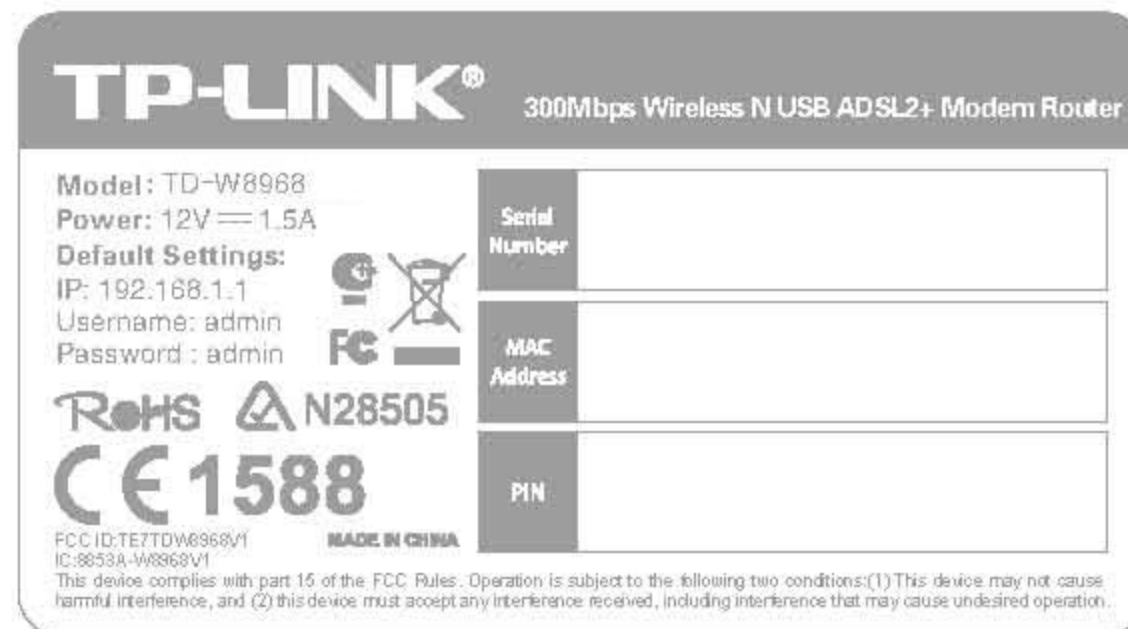 TP-LINK®
300Mbps Wireless N USB ADSL2+ Modem Router
Model: TD-W8968
Power: 12V ⎓ 1.5A
Default Settings:
IP: 192.168.1.1
Username: admin
Password : admin
FC
RoHS
N28505
CE 1588
FCC ID:TE7TDW8968V1
MADE IN CHINA
IC:8853A-W8968V1
Serial
Number
MAC
Address
PIN
This device complies with part 15 of the FCC Rules. Operation is subject to the following two conditions:(1) This device may not cause
harmful interference, and (2) this device must accept any interference received, including interference that may cause undesired operation.